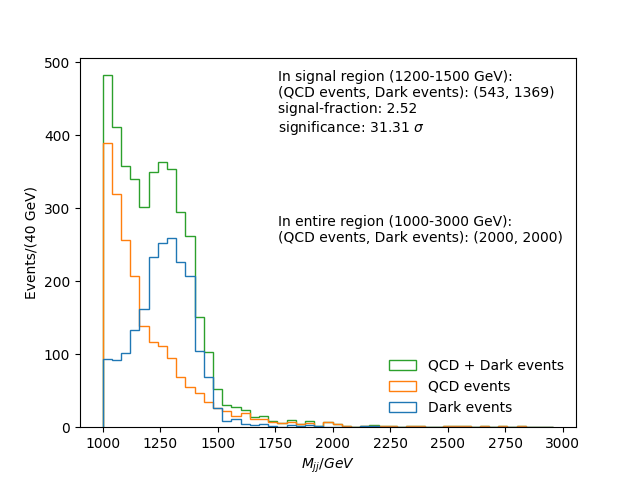 500
400
300
200
100
0
Events/(40 GeV)
In signal region (1200-1500 GeV):
(QCD events, Dark events): (543, 1369)
signal-fraction: 2.52
significance: 31.31 σ
In entire region (1000-3000 GeV):
(QCD events, Dark events): (2000, 2000)
QCD + Dark events
QCD events
Dark events
1000 1250 1500 1750 2000 2250 2500 2750 3000
M_{jj}/GeV